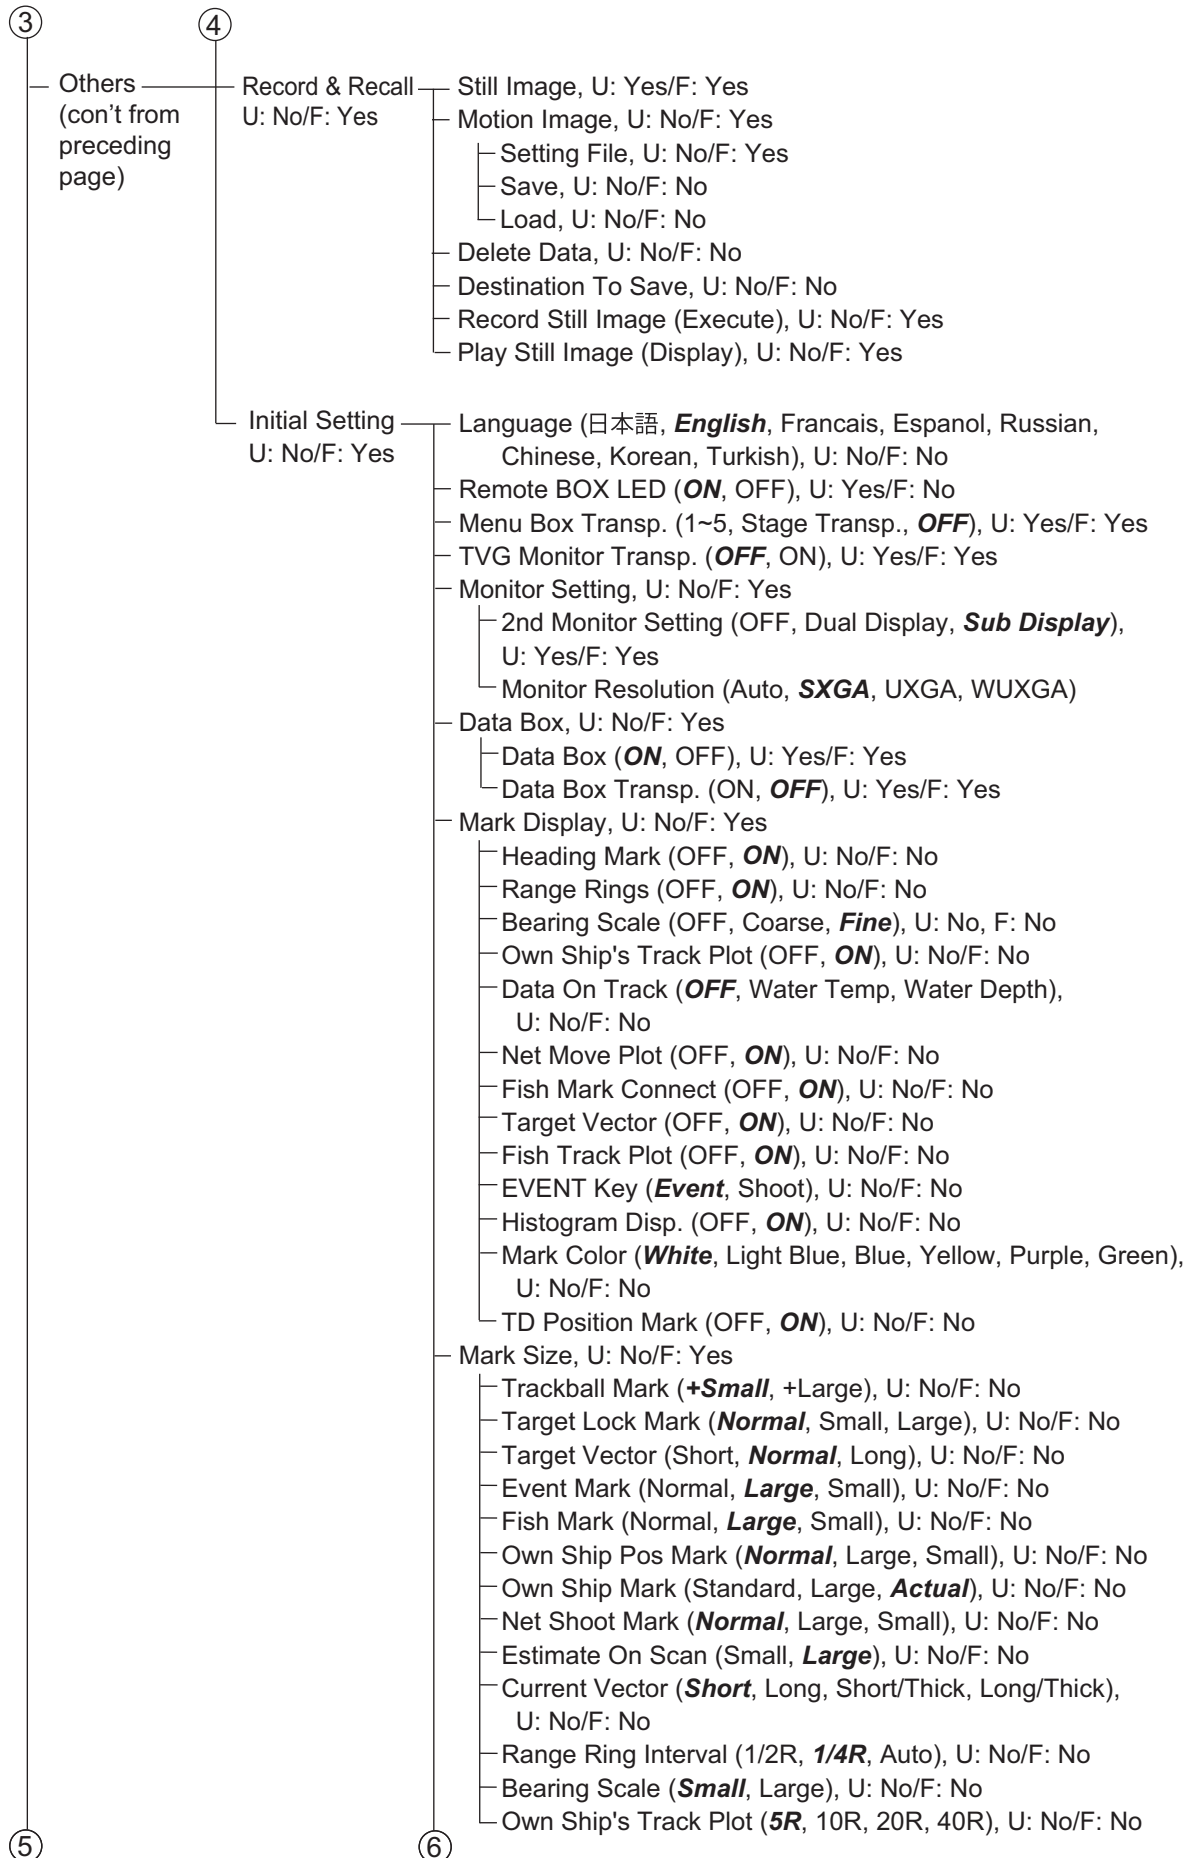 ③ ④
Others
(con't from
preceding
page)
Record & Recall
U: No/F: Yes
Still Image, U: Yes/F: Yes
Motion Image, U: No/F: Yes
Setting File, U: No/F: Yes
Save, U: No/F: No
Load, U: No/F: No
Delete Data, U: No/F: No
Destination To Save, U: No/F: No
Record Still Image (Execute), U: No/F: Yes
Play Still Image (Display), U: No/F: Yes
Initial Setting
U: No/F: Yes
Language (日本語, English, Francais, Espanol, Russian,
Chinese, Korean, Turkish), U: No/F: No
Remote BOX LED (ON, OFF), U: Yes/F: No
Menu Box Transp. (1~5, Stage Transp., OFF), U: Yes/F: Yes
TVG Monitor Transp. (OFF, ON), U: Yes/F: Yes
Monitor Setting, U: No/F: Yes
2nd Monitor Setting (OFF, Dual Display, Sub Display),
U: Yes/F: Yes
Monitor Resolution (Auto, SXGA, UXGA, WUXGA)
Data Box, U: No/F: Yes
Data Box (ON, OFF), U: Yes/F: Yes
Data Box Transp. (ON, OFF), U: Yes/F: Yes
Mark Display, U: No/F: Yes
Heading Mark (OFF, ON), U: No/F: No
Range Rings (OFF, ON), U: No/F: No
Bearing Scale (OFF, Coarse, Fine), U: No, F: No
Own Ship's Track Plot (OFF, ON), U: No/F: No
Data On Track (OFF, Water Temp, Water Depth),
U: No/F: No
Net Move Plot (OFF, ON), U: No/F: No
Fish Mark Connect (OFF, ON), U: No/F: No
Target Vector (OFF, ON), U: No/F: No
Fish Track Plot (OFF, ON), U: No/F: No
EVENT Key (Event, Shoot), U: No/F: No
Histogram Disp. (OFF, ON), U: No/F: No
Mark Color (White, Light Blue, Blue, Yellow, Purple, Green),
U: No/F: No
TD Position Mark (OFF, ON), U: No/F: No
Mark Size, U: No/F: Yes
Trackball Mark (+Small, +Large), U: No/F: No
Target Lock Mark (Normal, Small, Large), U: No/F: No
Target Vector (Short, Normal, Long), U: No/F: No
Event Mark (Normal, Large, Small), U: No/F: No
Fish Mark (Normal, Large, Small), U: No/F: No
Own Ship Pos Mark (Normal, Large, Small), U: No/F: No
Own Ship Mark (Standard, Large, Actual), U: No/F: No
Net Shoot Mark (Normal, Large, Small), U: No/F: No
Estimate On Scan (Small, Large), U: No/F: No
Current Vector (Short, Long, Short/Thick, Long/Thick),
U: No/F: No
Range Ring Interval (1/2R, 1/4R, Auto), U: No/F: No
Bearing Scale (Small, Large), U: No/F: No
Own Ship's Track Plot (5R, 10R, 20R, 40R), U: No/F: No
⑤ ⑥